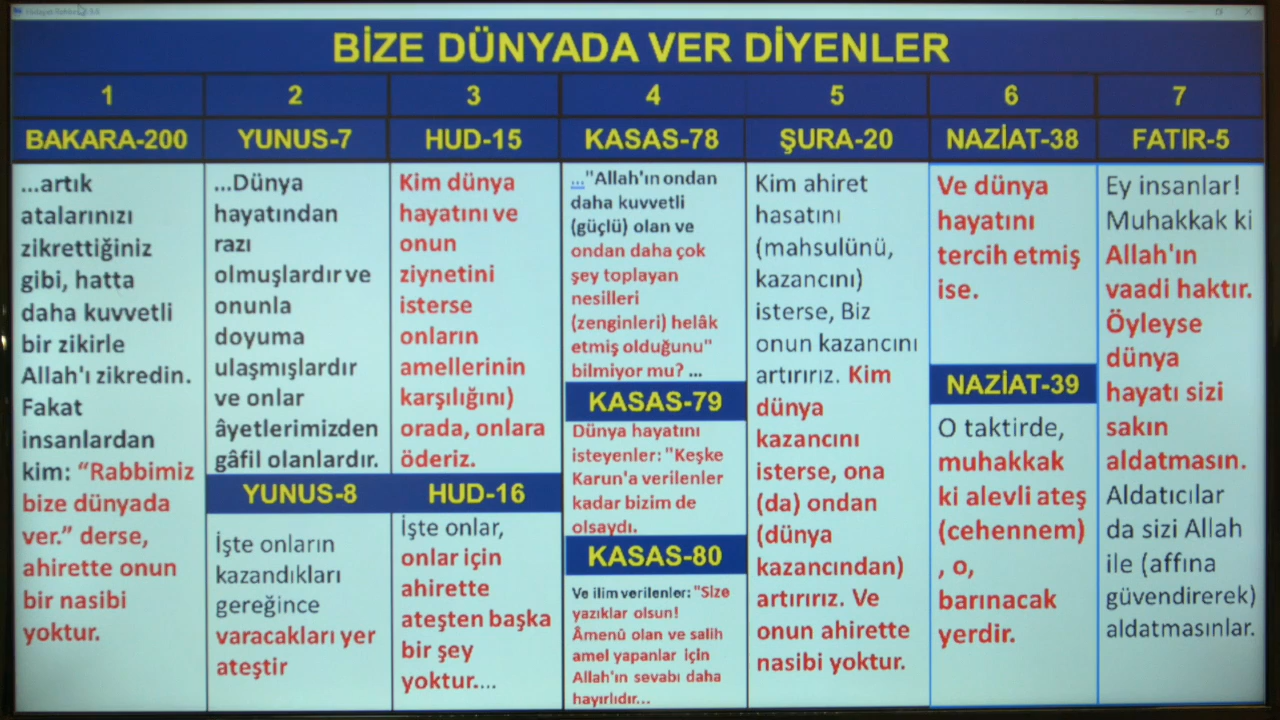 BİZE DÜNYADA VER DİYENLER
1
2
3
4
5
6
7
BAKARA-200
YUNUS-7
HUD-15
KASAS-78
ŞURA-20
NAZİAT-38
FATIR-5
...artık
atalarınızı
zikrettiğiniz
gibi, hatta
daha kuvvetli
bir zikirle
Allah'ı zikredin.
Fakat
insanlardan
kim: “Rabbimiz
bize dünyada
ver.” derse,
ahirette onun
bir nasibi
yoktur.
...Dünya
hayatından
razı
olmuşlardır ve
onunla
doyuma
ulaşmışlardır
ve onlar
âyetlerimizden
gâfil olanlardır.
YUNUS-8
İşte onların
kazandıkları
gereğince
varacakları yer
ateştir
Kim dünya
hayatını ve
onun
ziynetini
isterse
onların
amellerinin
karşılığını)
orada, onlara
öderiz.
HUD-16
İşte onlar,
onlar için
ahirette
ateşten başka
bir şey
yoktur....
..."Allah'ın ondan
daha kuvvetli
(güçlü) olan ve
ondan daha çok
şey toplayan
nesilleri
(zenginleri) helâk
etmiş olduğunu"
bilmiyor mu? ...
KASAS-79
Dünya hayatını
isteyenler: "Keşke
Karun'a verilenler
kadar bizim de
olsaydı.
KASAS-80
Ve ilim verilenler: "Size
yazıklar olsun!
Âmenû olan ve salih
amel yapanlar için
Allah'ın sevabı daha
hayırlıdır...
Kim ahiret
hasatını
(mahsulünü,
kazancını)
isterse, Biz
onun kazancını
artırırız. Kim
dünya
kazancını
isterse, ona
(da) ondan
(dünya
kazancından)
artırırız. Ve
onun ahirette
nasibi yoktur.
Ve dünya
hayatını
tercih etmiş
ise.
NAZİAT-39
O taktirde,
muhakkak
ki alevli ateş
(cehennem)
, o,
barınacak
yerdir.
Ey insanlar!
Muhakkak ki
Allah'ın
vaadi haktır.
Öyleyse
dünya
hayatı sizi
sakın
aldatmasın.
Aldatıcılar
da sizi Allah
ile (affına
güvendirerek)
aldatmasınlar.